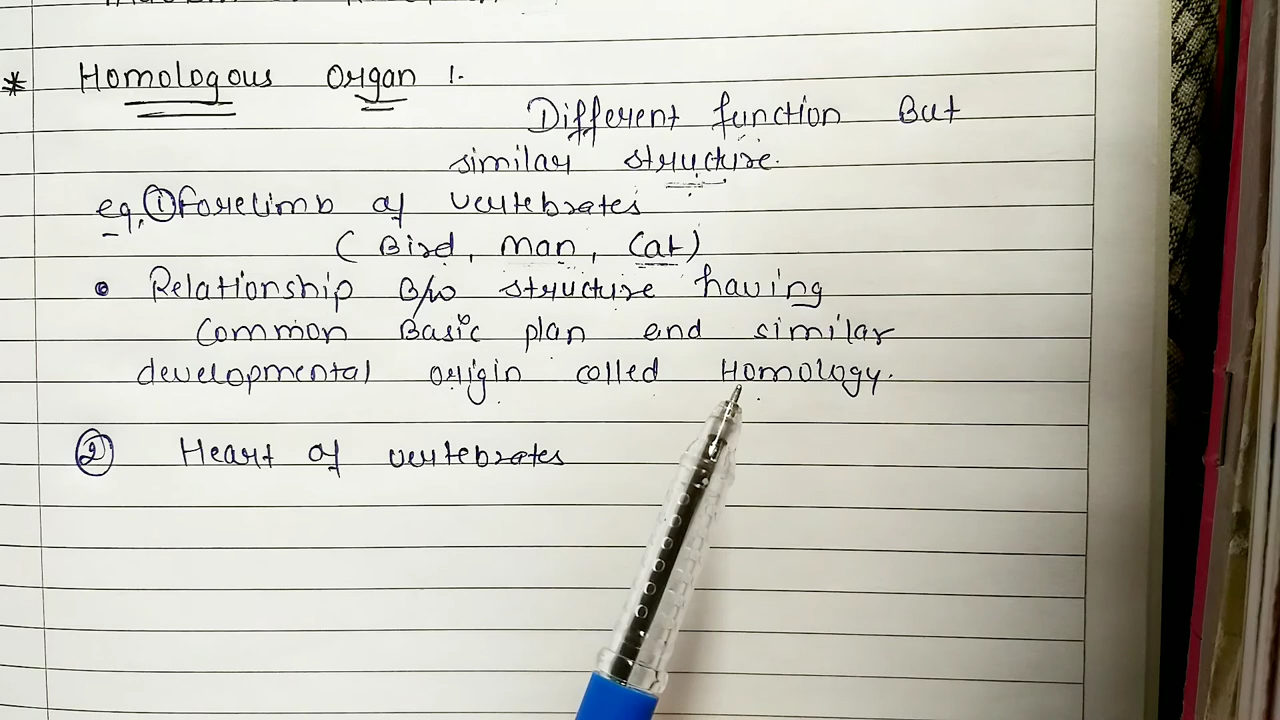 * Homologous Organ :-
Different function But
similar structure.
eg, ① Forelimb of vertebrates
( Bird, Man, Cat)
• Relationship B/w structure having
Common Basic plan end similar
developmental origin called Homology.
② Heart of vertebrates